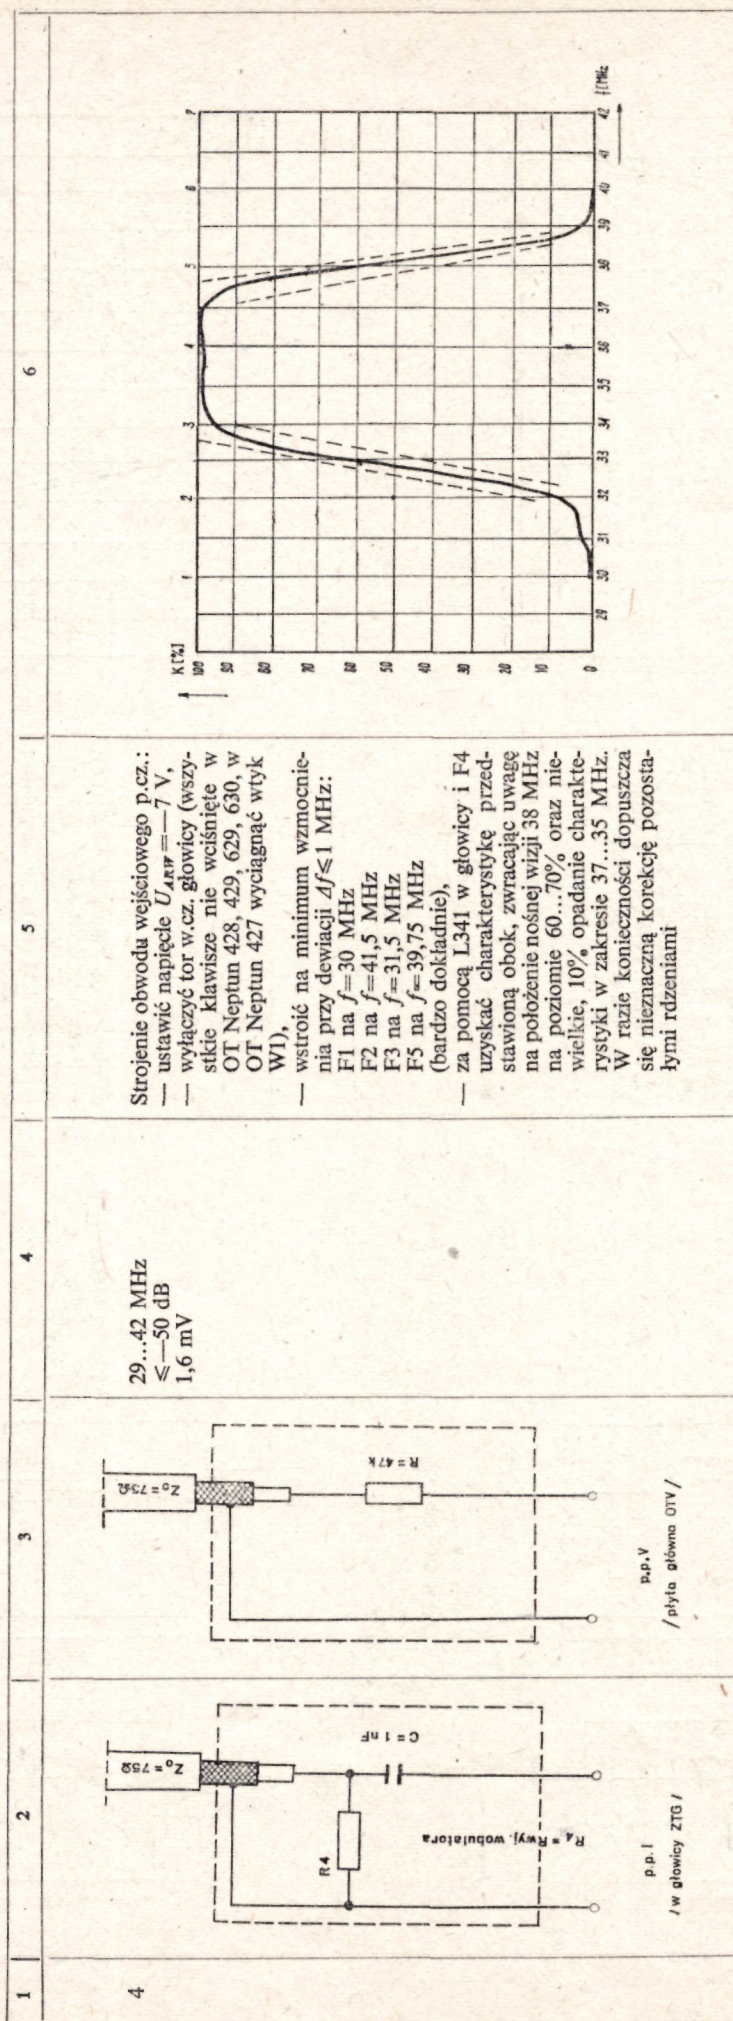 1
2
3
4
5
6
4
Z₀=75Ω
R4
C=1nF
R₄=Rwyj. wobulatora
p.p.I
/w głowicy ZTG/
Z₀=75Ω
R=47k
p.p.V
/płyta główna OTV/
29...42 MHz
⩽—50 dB
1,6 mV
Strojenie obwodu wejściowego p.cz.:
— ustawić napięcie U_ARW=—7 V,
— wyłączyć tor w.cz. głowicy (wszy-
stkie klawisze nie wciśnięte w
OT Neptun 428, 429, 629, 630, w
OT Neptun 427 wyciągnąć wtyk
W1),
— wstroić na minimum wzmocnie-
nia przy dewiacji Δf⩽1 MHz:
F1 na f=30 MHz
F2 na f=41,5 MHz
F3 na f=31,5 MHz
F5 na f=39,75 MHz
(bardzo dokładnie),
— za pomocą L341 w głowicy i F4
uzyskać charakterystykę przed-
stawioną obok, zwracając uwagę
na położenie nośnej wizji 38 MHz
na poziomie 60...70% oraz nie-
wielkie, 10% opadanie charakte-
rystyki w zakresie 37...35 MHz.
W razie konieczności dopuszcza
się nieznaczną korekcję pozosta-
łymi rdzeniami
K[%]
1 2 3 4 5 6 7
100
90
80
70
60
50
40
30
20
10
0
29 30 31 32 33 34 35 36 37 38 39 40 41 42
f[MHz]